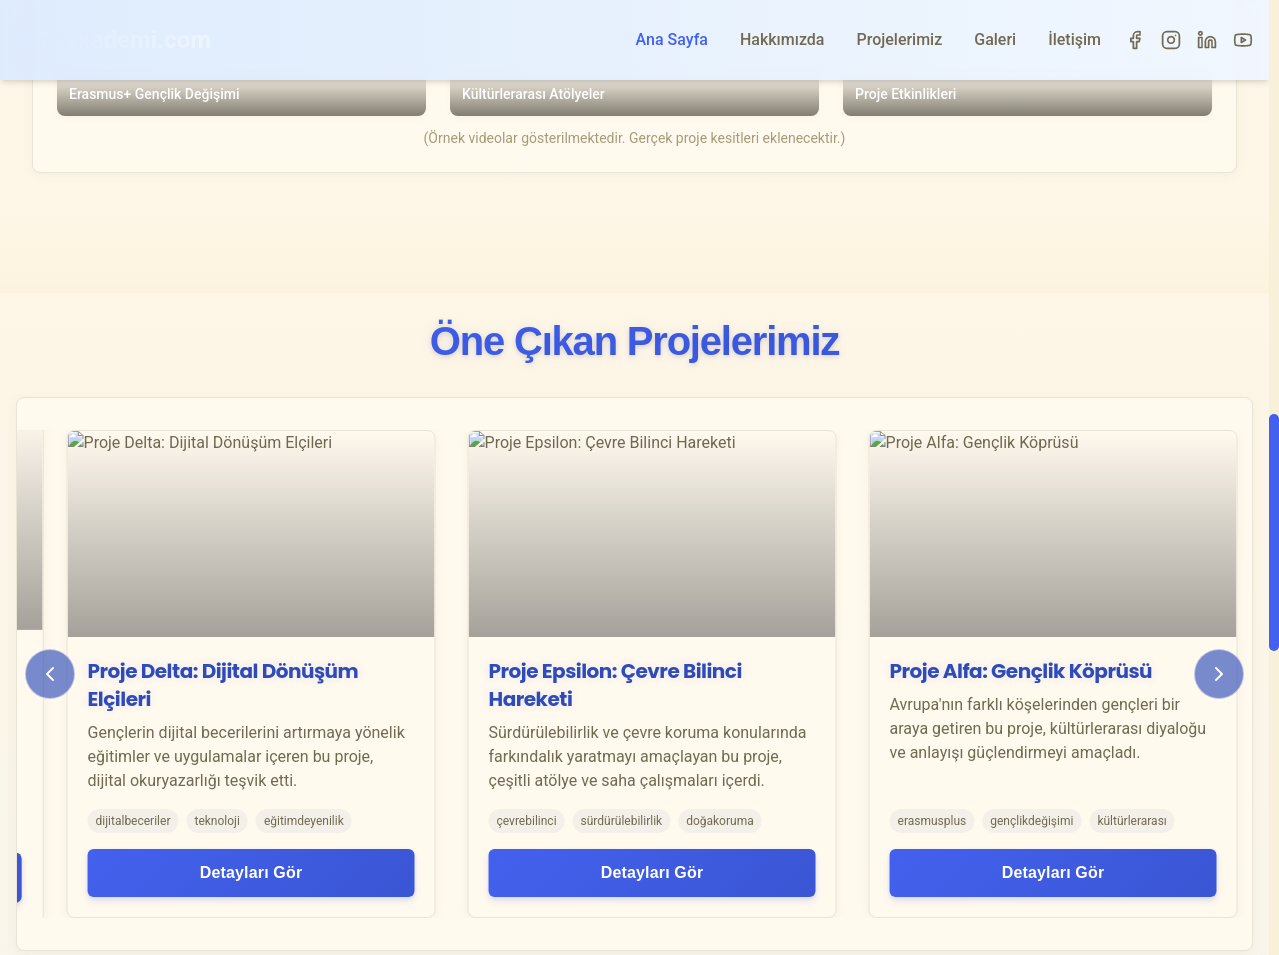 demi.com
Ana Sayfa
Hakkımızda
Projelerimiz
Galeri
İletişim
Erasmus+ Gençlik Değişimi
Kültürlerarası Atölyeler
Proje Etkinlikleri
(Örnek videolar gösterilmektedir. Gerçek proje kesitleri eklenecektir.)
Öne Çıkan Projelerimiz
Proje Delta: Dijital Dönüşüm Elçileri
Proje Delta: Dijital Dönüşüm
Elçileri
Gençlerin dijital becerilerini artırmaya yönelik
eğitimler ve uygulamalar içeren bu proje,
dijital okuryazarlığı teşvik etti.
dijitalbeceriler
teknoloji
eğitimdeyenilik
Detayları Gör
Proje Epsilon: Çevre Bilinci Hareketi
Proje Epsilon: Çevre Bilinci
Hareketi
Sürdürülebilirlik ve çevre koruma konularında
farkındalık yaratmayı amaçlayan bu proje,
çeşitli atölye ve saha çalışmaları içerdi.
çevrebilinci
sürdürülebilirlik
doğakoruma
Detayları Gör
Proje Alfa: Gençlik Köprüsü
Proje Alfa: Gençlik Köprüsü
Avrupa'nın farklı köşelerinden gençleri bir
araya getiren bu proje, kültürlerarası diyaloğu
ve anlayışı güçlendirmeyi amaçladı.
erasmusplus
gençlikdeğişimi
kültürlerarası
Detayları Gör